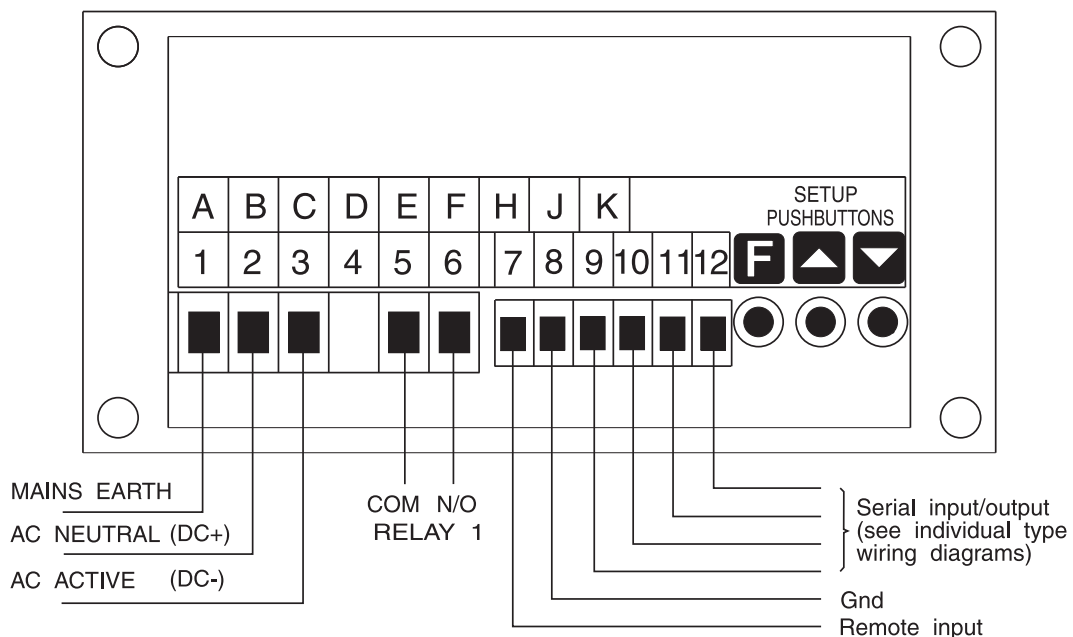 A B C D E F H J K
SETUP
PUSHBUTTONS
1 2 3 4 5 6 7 8 9 10 11 12 F
MAINS EARTH
AC NEUTRAL (DC+)
AC ACTIVE (DC-)
COM N/O
RELAY 1
Serial input/output
(see individual type
wiring diagrams)
Gnd
Remote input